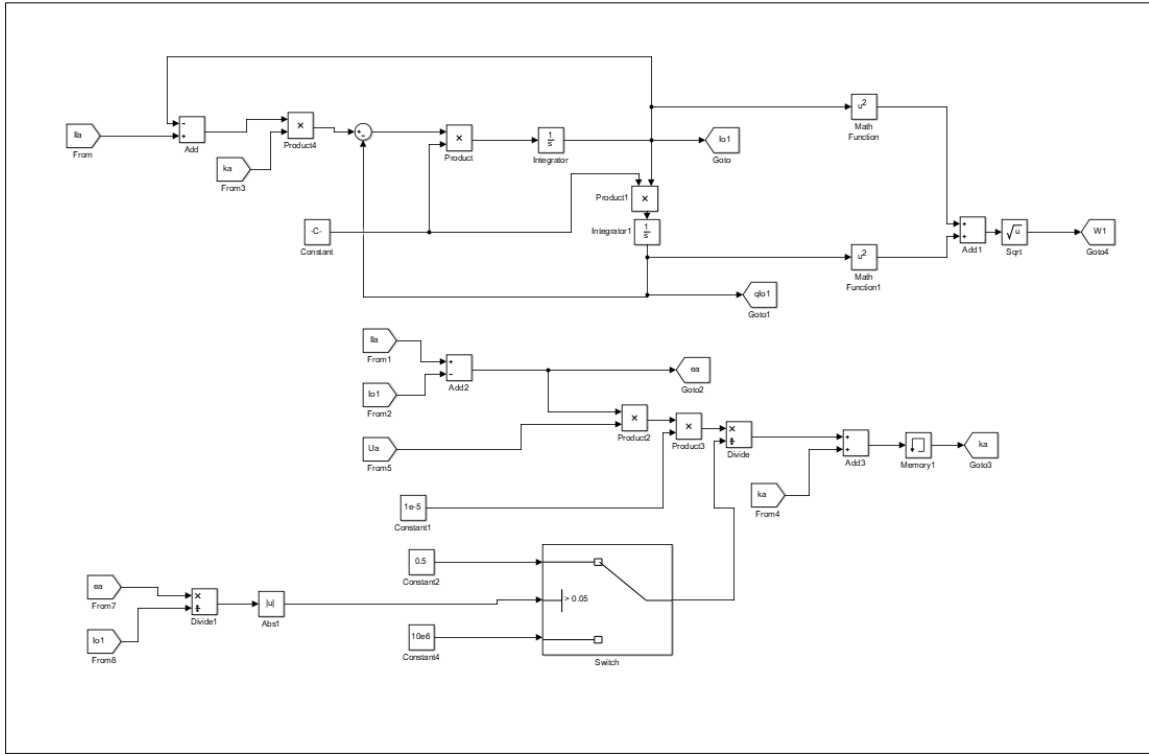 u²
Math
Function
Ila
From
Add
×
Product4
ka
From3
×
Product
1
s
Integrator
Io1
Goto
Product1
×
-C-
Constant
Integrator1
1
s
Add1
√u
Sqrt
W1
Goto4
u²
Math
Function1
qIo1
Goto1
Ila
From1
Add2
Io1
From2
ea
Goto2
×
Product2
×
Product3
×
÷
Divide
Ua
From5
Add3
Memory1
ka
Goto3
ka
From4
1e-5
Constant1
0.5
Constant2
> 0.05
ea
From7
×
÷
Divide1
|u|
Abs1
Io1
From8
10e6
Constant4
Switch